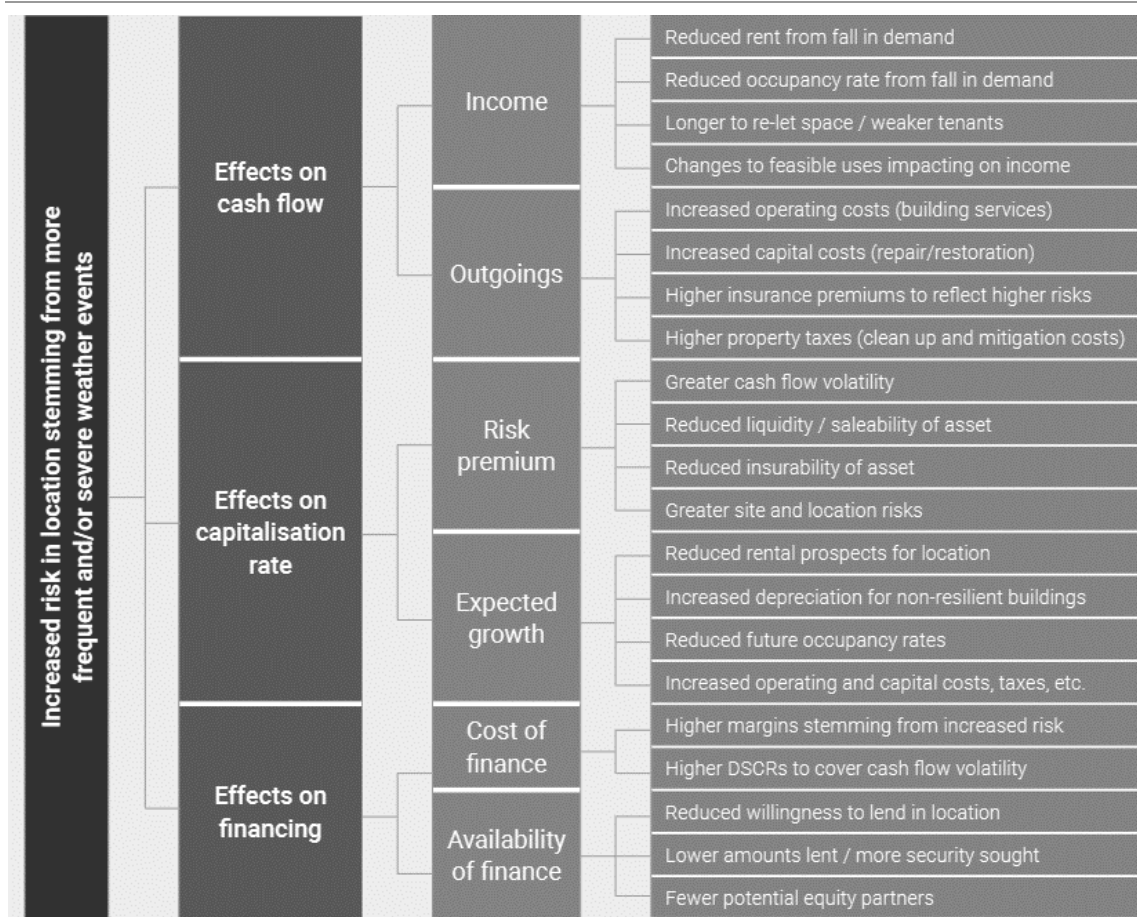 Increased risk in location stemming from more
frequent and/or severe weather events
Effects on
cash flow
Income
Reduced rent from fall in demand
Reduced occupancy rate from fall in demand
Longer to re-let space / weaker tenants
Changes to feasible uses impacting on income
Outgoings
Increased operating costs (building services)
Increased capital costs (repair/restoration)
Higher insurance premiums to reflect higher risks
Higher property taxes (clean up and mitigation costs)
Effects on
capitalisation
rate
Risk
premium
Greater cash flow volatility
Reduced liquidity / saleability of asset
Reduced insurability of asset
Greater site and location risks
Expected
growth
Reduced rental prospects for location
Increased depreciation for non-resilient buildings
Reduced future occupancy rates
Increased operating and capital costs, taxes, etc.
Effects on
financing
Cost of
finance
Higher margins stemming from increased risk
Higher DSCRs to cover cash flow volatility
Availability
of finance
Reduced willingness to lend in location
Lower amounts lent / more security sought
Fewer potential equity partners